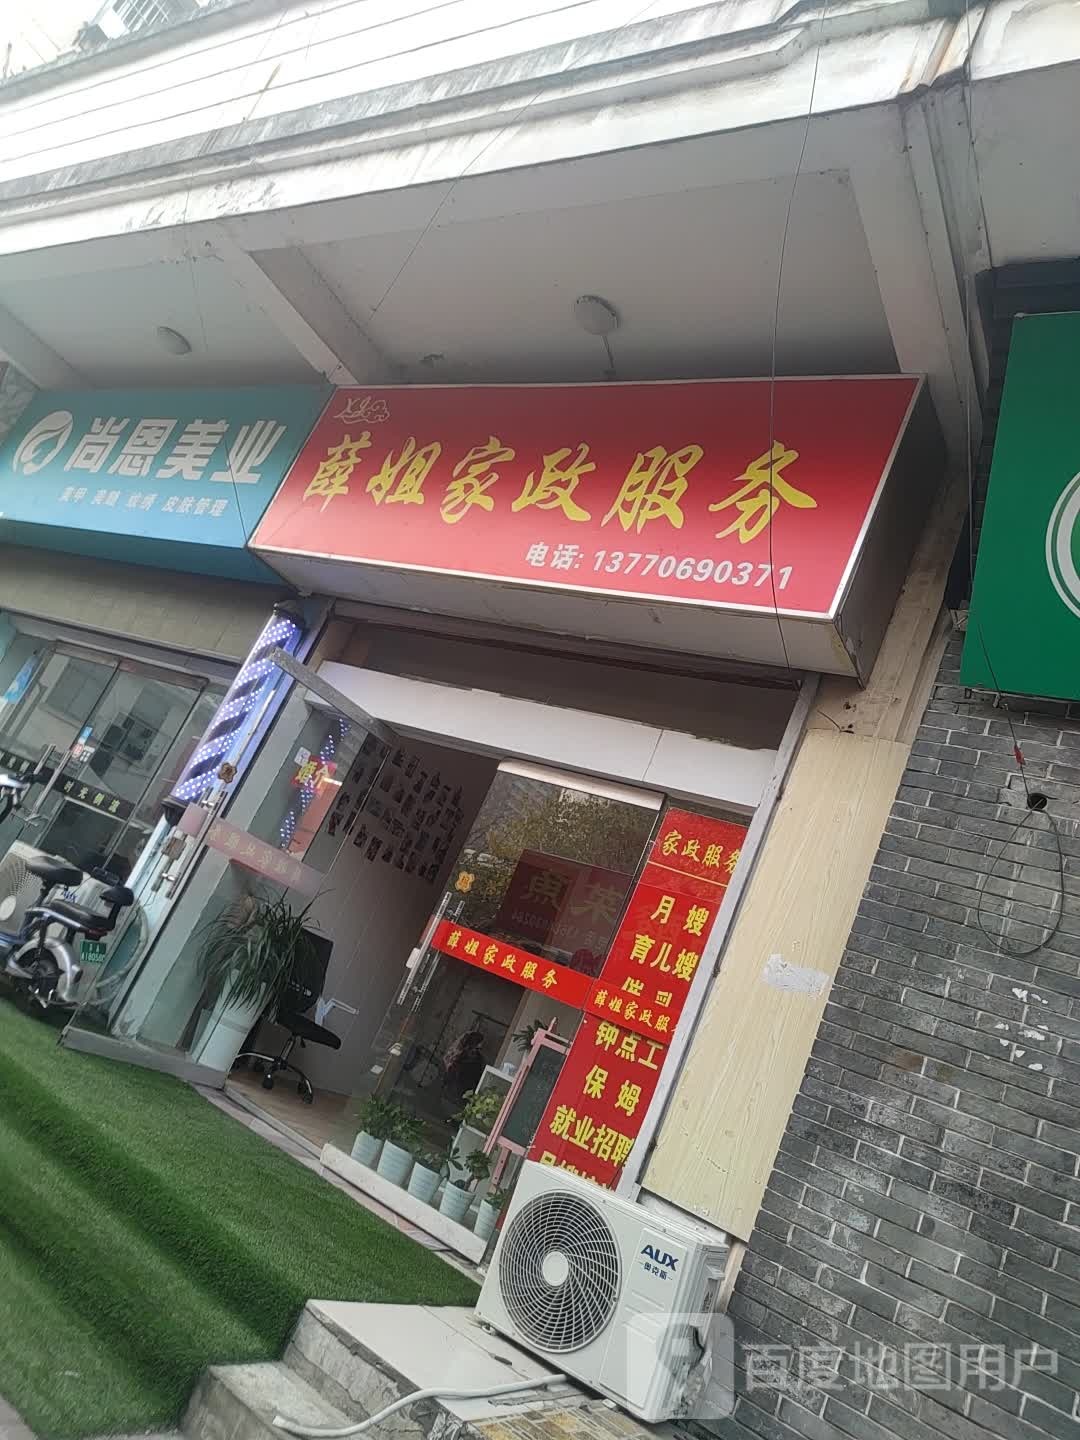 尚恩美业
美甲 美睫 纹绣 皮肤管理
薛姐家政服务
电话: 13770690371
婚介
薛姐家政服务
家政服务
月嫂
育儿嫂
薛姐家政服务
钟点工
保姆
就业招聘
AUX
奥克斯
百度地图用户